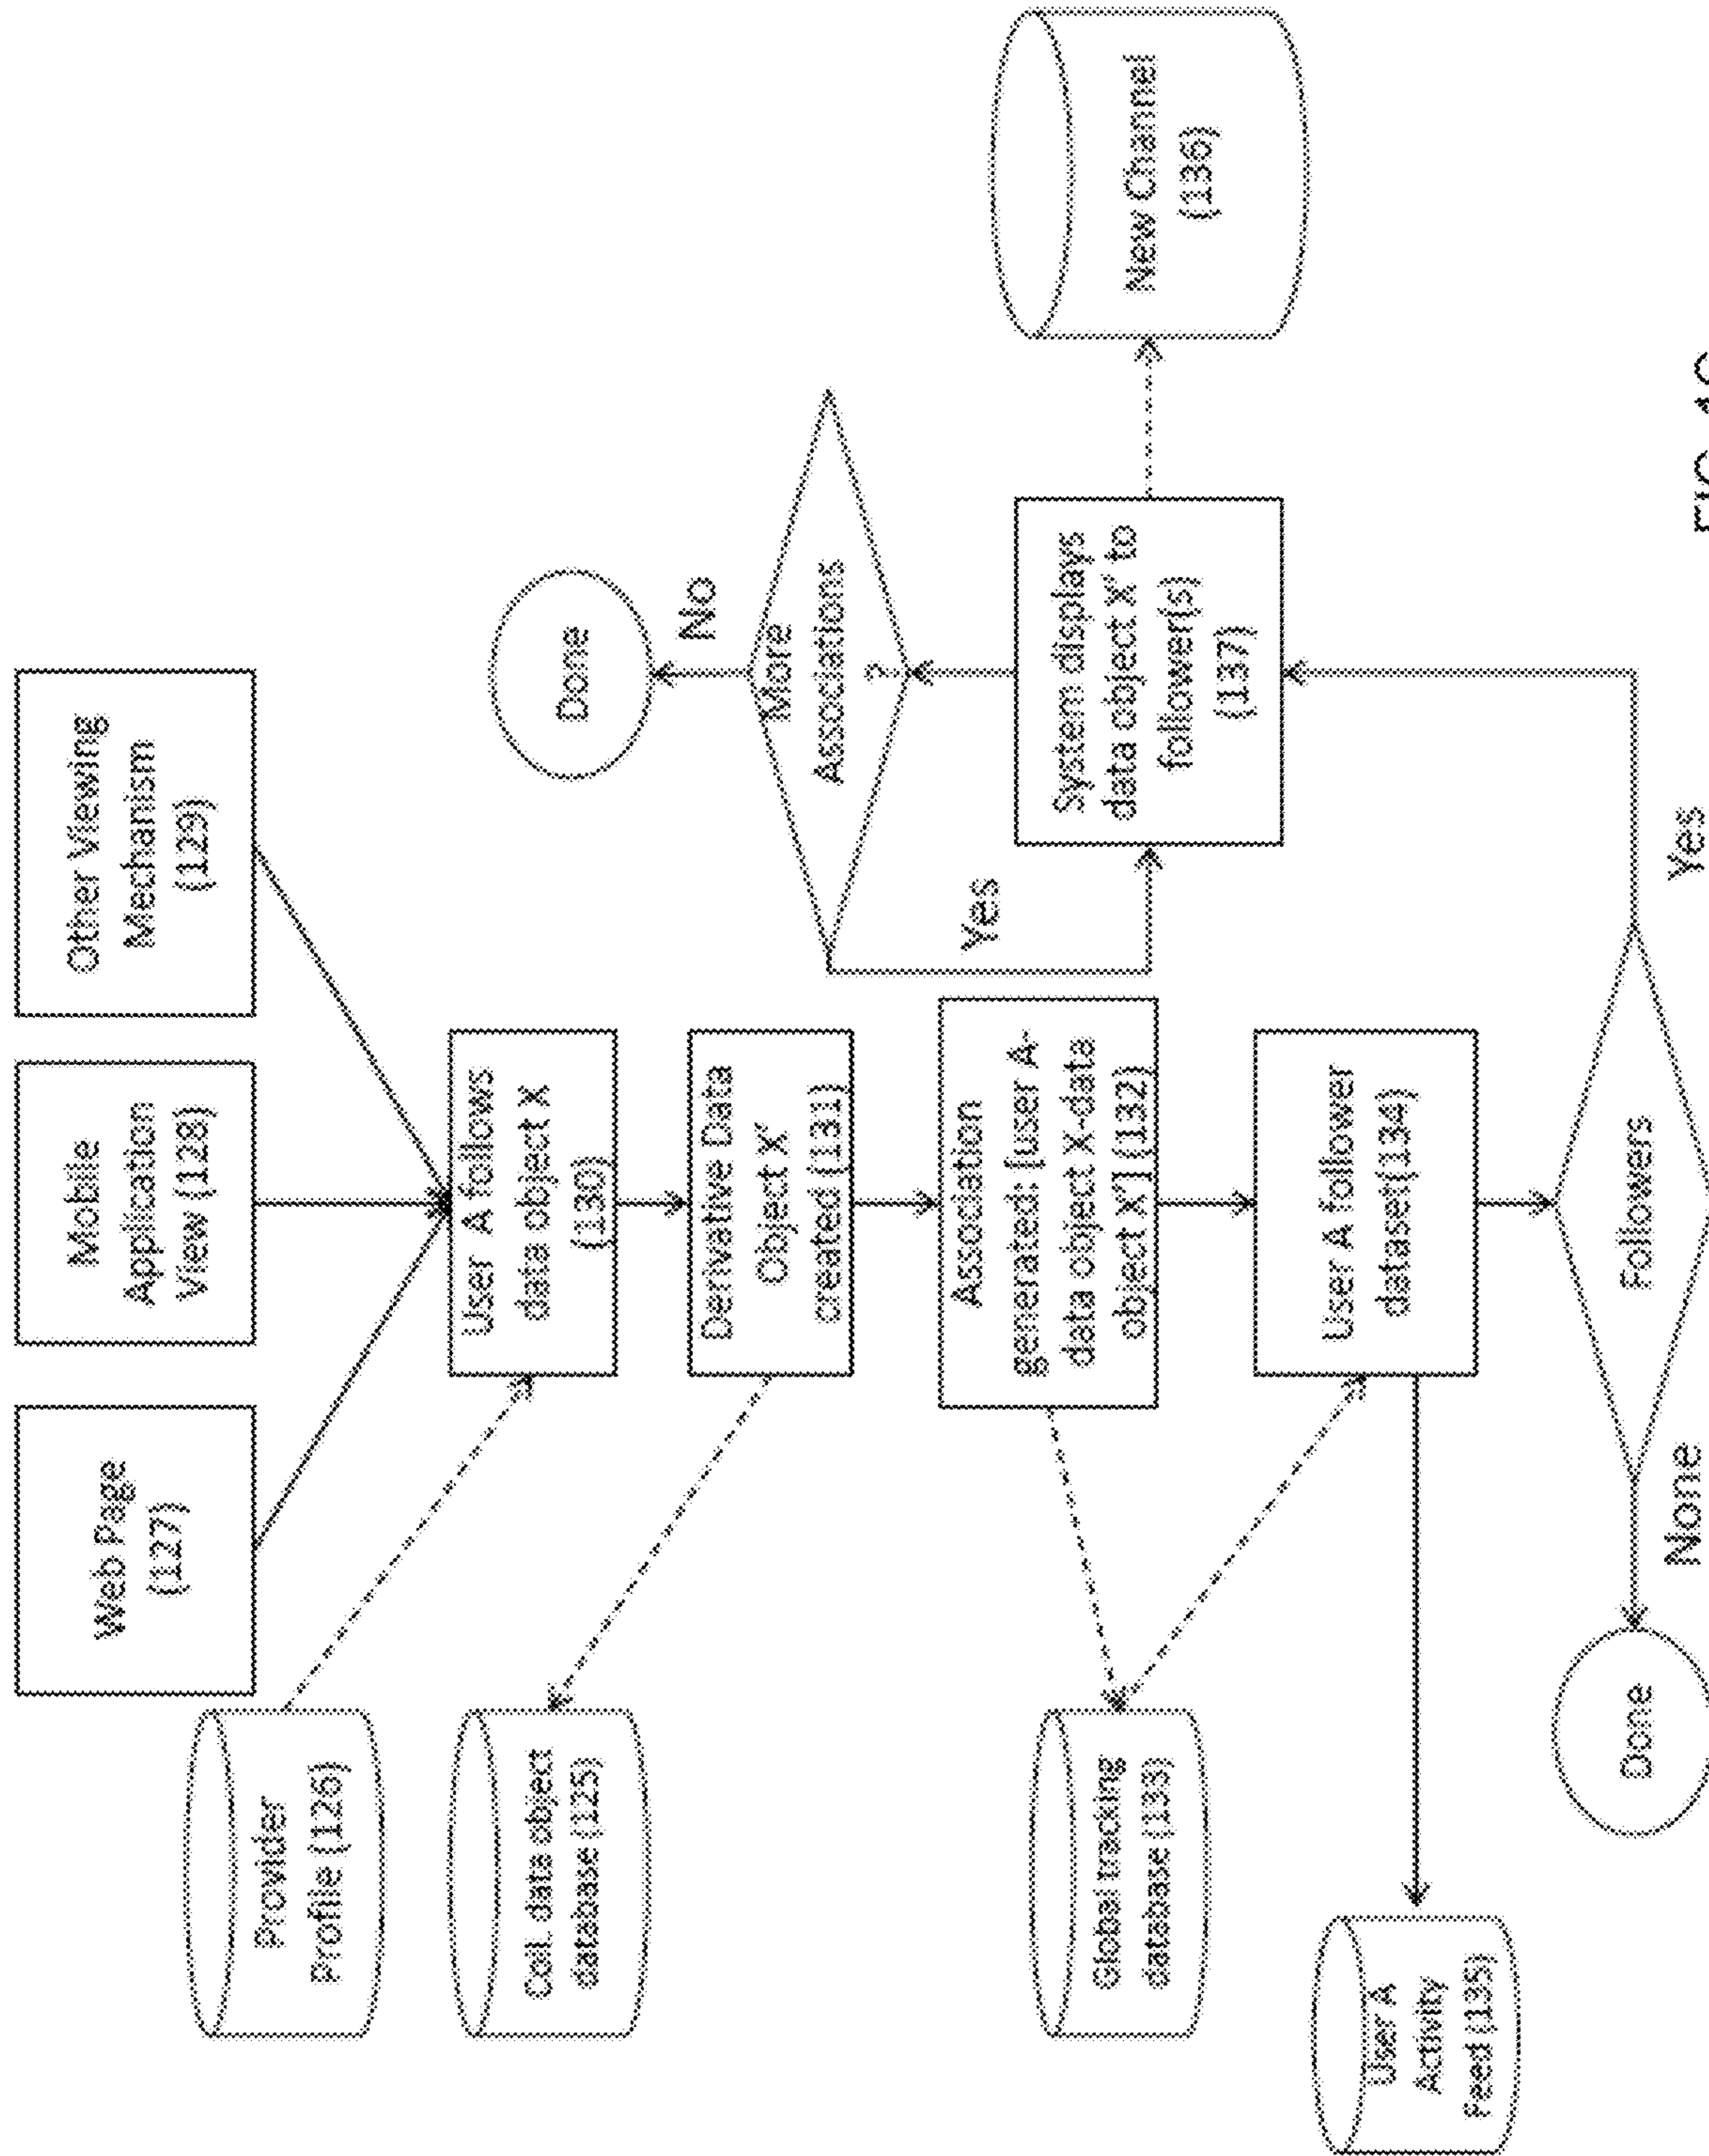 Web Page
(127)
Mobile
Application
View (128)
Other Viewing
Mechanism
(129)
Provider
Profile (126)
User A follows
data object X
(130)
Coll. data object
database (125)
Derivative Data
Object X'
created (131)
Association
generated: [user A-
data object X-data
object X'] (132)
Global tracking
database (133)
User A follower
dataset(134)
User A
Activity
Feed (135)
Followers
None
Done
Yes
System displays
data object X' to
follower(s)
(137)
New Channel
(136)
More
Associations
?
Yes
No
Done